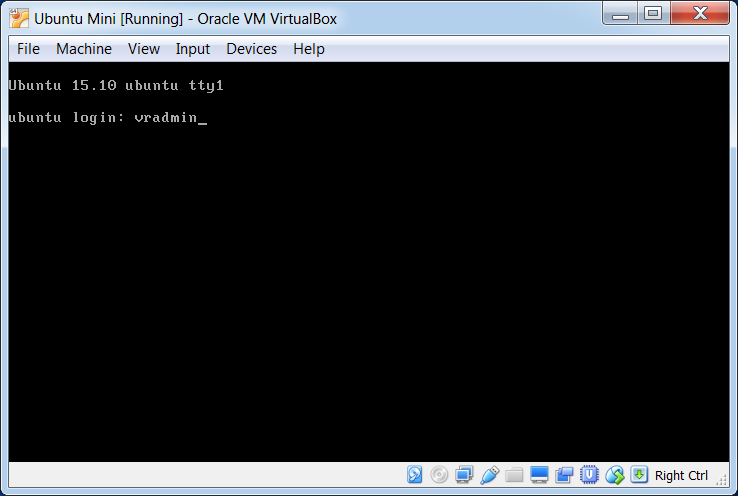 Ubuntu Mini [Running] - Oracle VM VirtualBox
File Machine View Input Devices Help
Ubuntu 15.10 ubuntu tty1
ubuntu login: vradmin_
Right Ctrl